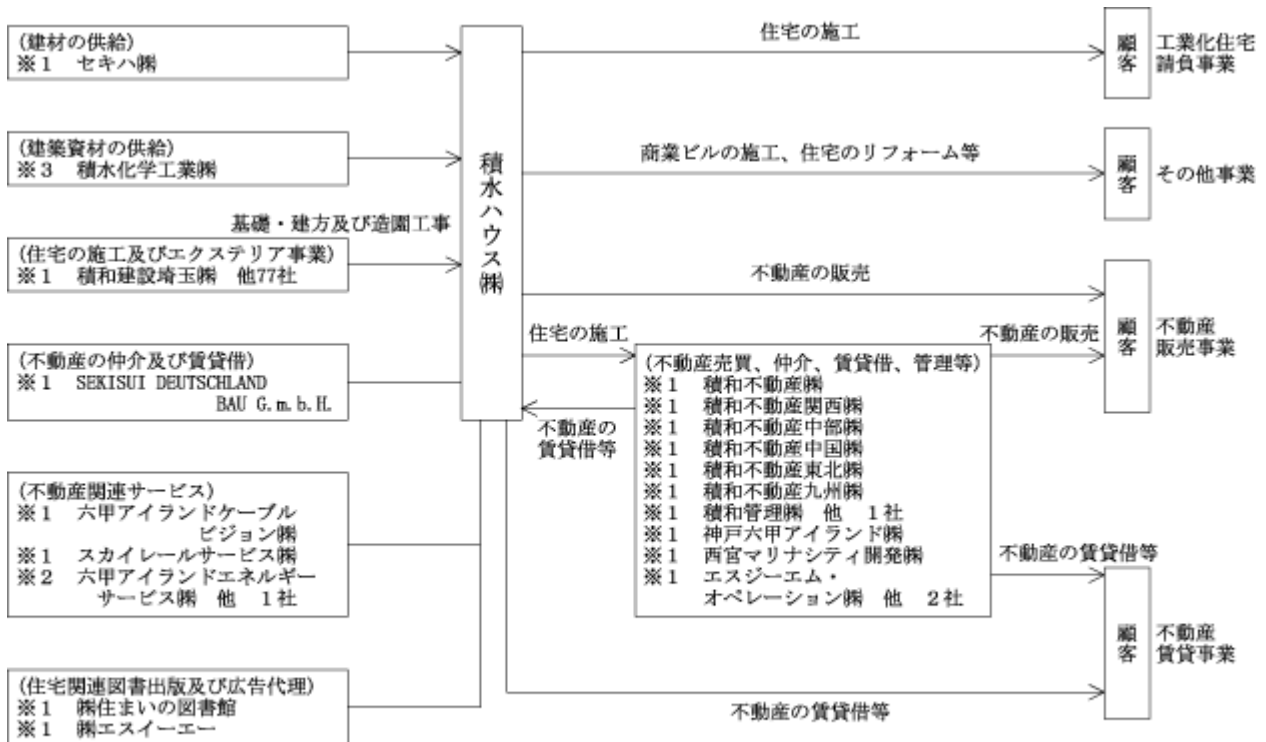 (建材の供給)
※1 セキハ㈱
(建築資材の供給)
※3 積水化学工業㈱
基礎・建方及び造園工事
(住宅の施工及びエクステリア事業)
※1 積和建設埼玉㈱ 他77社
(不動産の仲介及び賃貸借)
※1 SEKISUI DEUTSCHLAND
BAU G.m.b.H.
(不動産関連サービス)
※1 六甲アイランドケーブル
ビジョン㈱
※1 スカイレールサービス㈱
※2 六甲アイランドエネルギー
サービス㈱ 他 1社
(住宅関連図書出版及び広告代理)
※1 ㈱住まいの図書館
※1 ㈱エスイーエー
積水ハウス㈱
住宅の施工
顧客
工業化住宅
請負事業
商業ビルの施工、住宅のリフォーム等
顧客
その他事業
不動産の販売
住宅の施工
不動産の販売
顧客
不動産
販売事業
不動産の
賃貸借等
(不動産売買、仲介、賃貸借、管理等)
※1 積和不動産㈱
※1 積和不動産関西㈱
※1 積和不動産中部㈱
※1 積和不動産中国㈱
※1 積和不動産東北㈱
※1 積和不動産九州㈱
※1 積和管理㈱ 他 1社
※1 神戸六甲アイランド㈱
※1 西宮マリナシティ開発㈱
※1 エスジーエム・
オペレーション㈱ 他 2社
不動産の賃貸借等
顧客
不動産
賃貸事業
不動産の賃貸借等